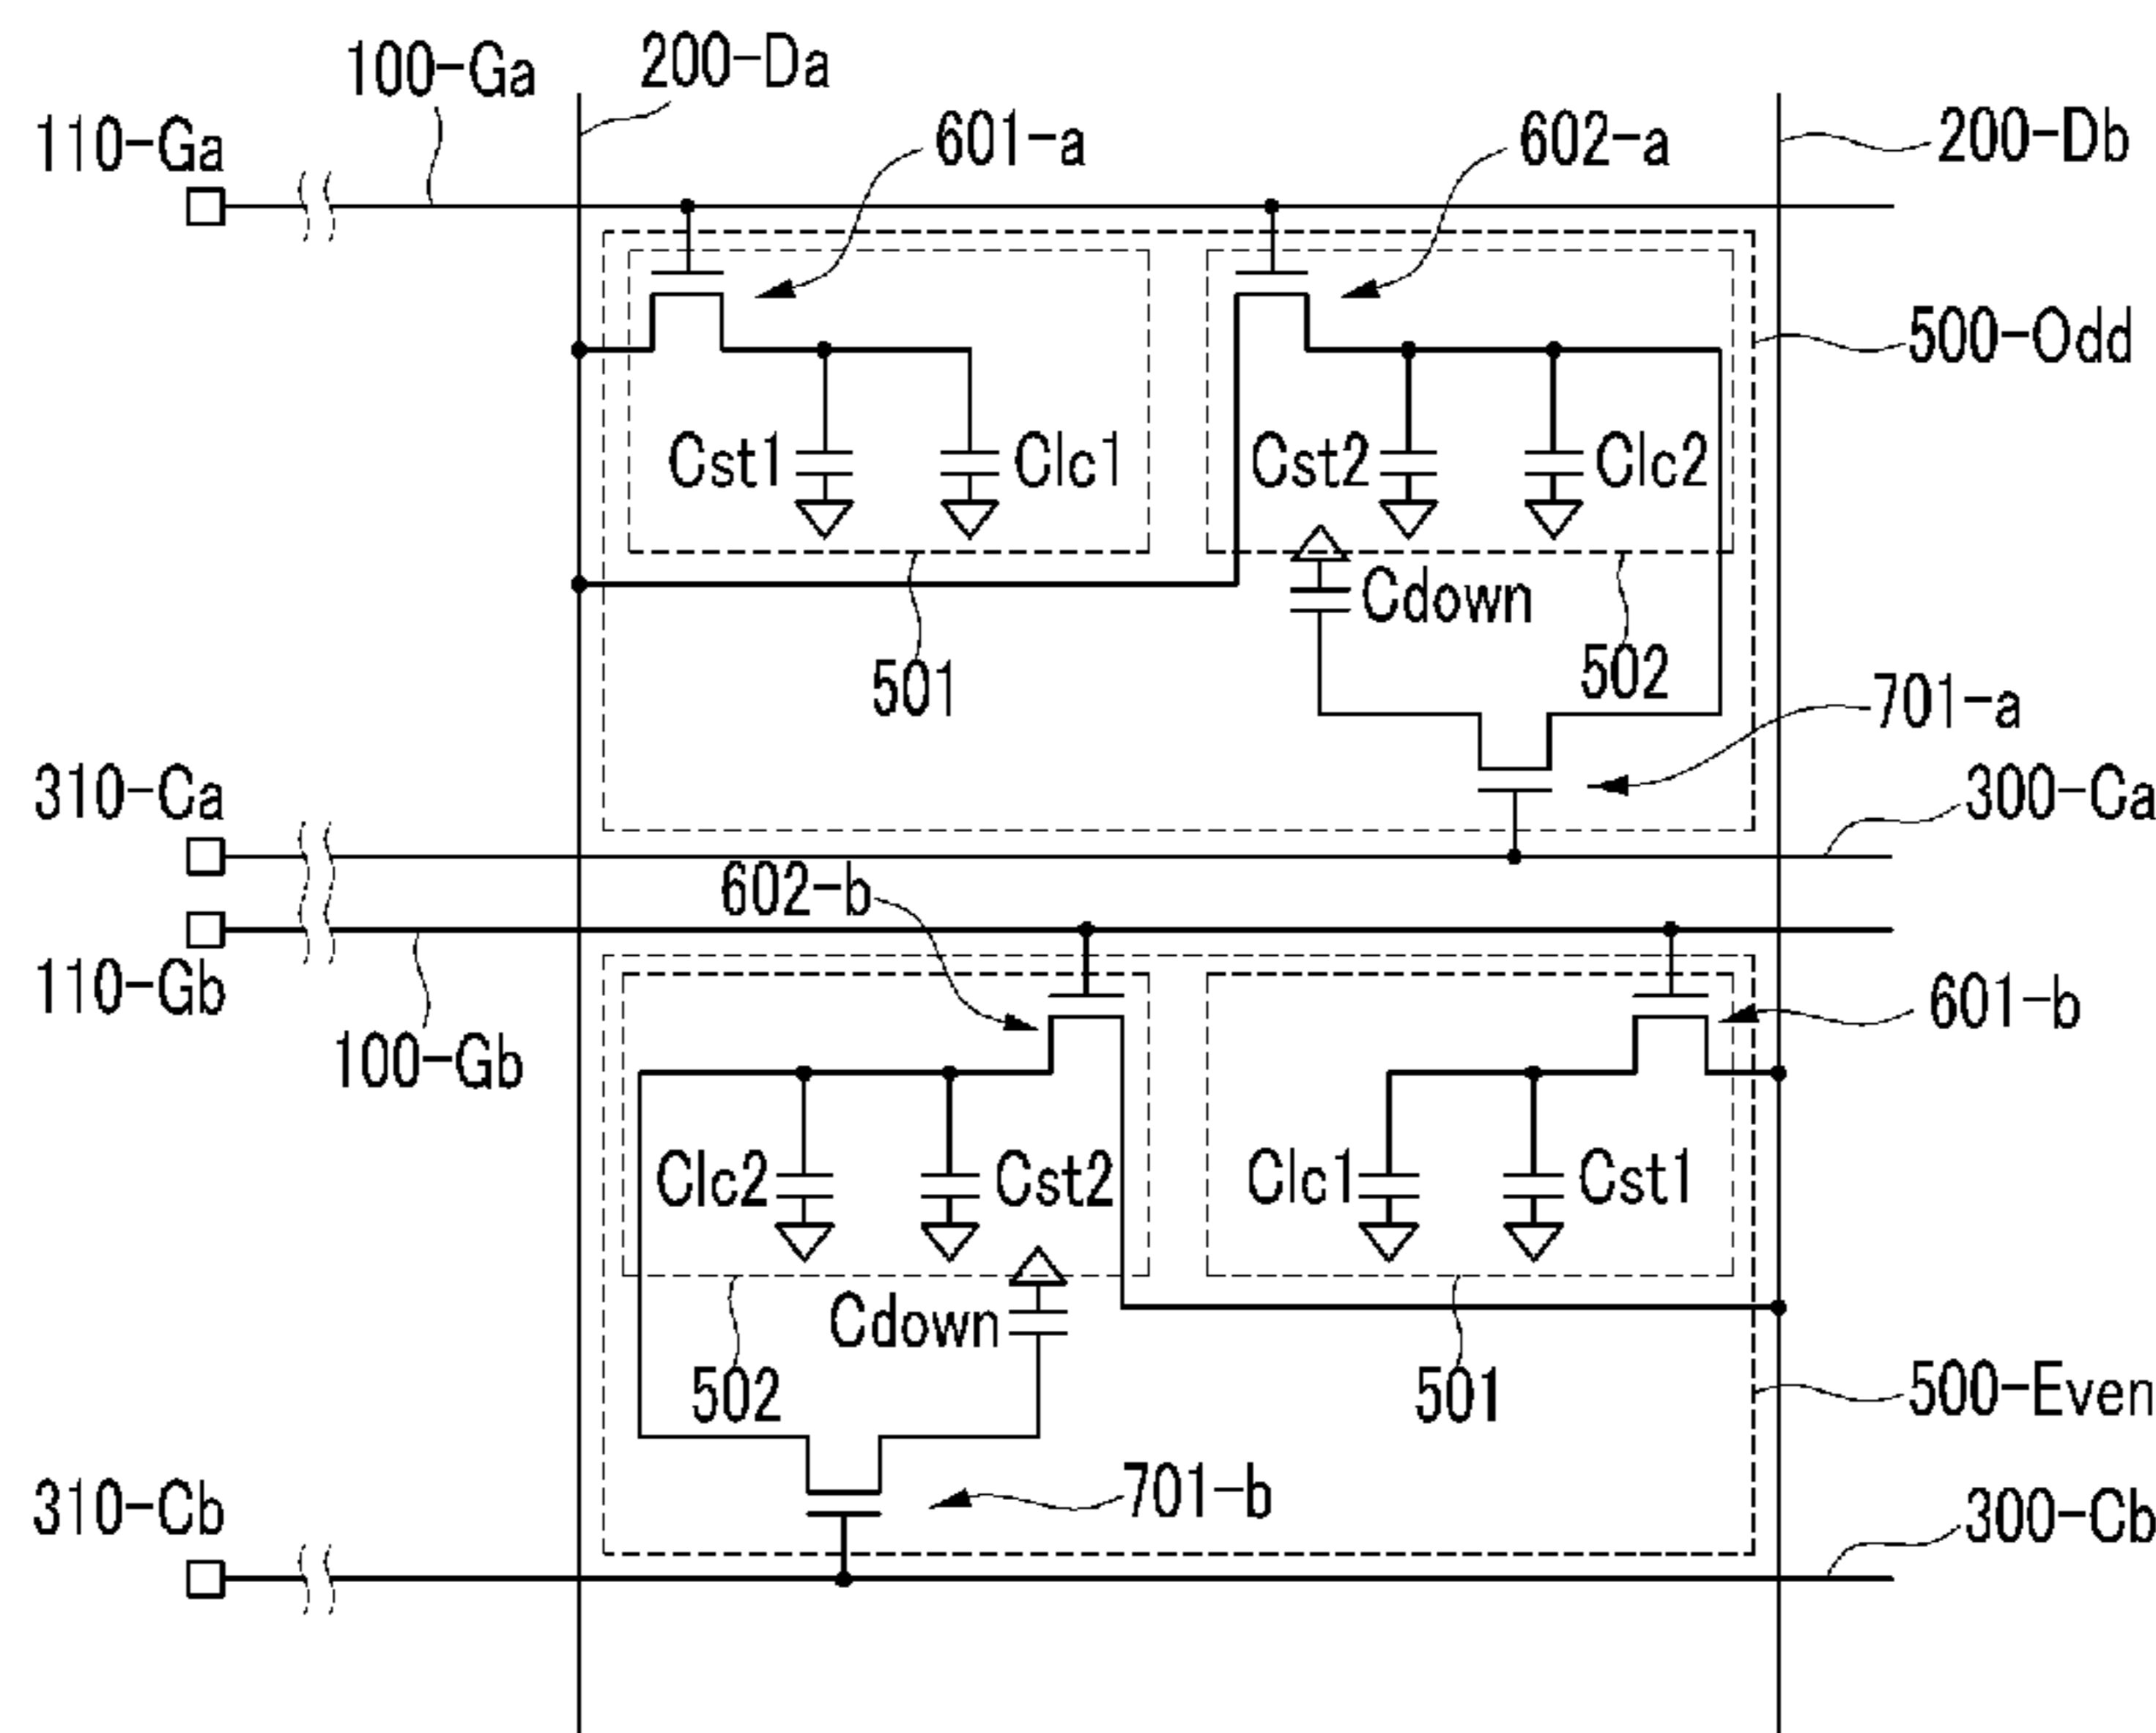 200-Da
100-Ga
110-Ga
601-a
602-a
200-Db
500-Odd
Cst1
Clc1
Cst2
Clc2
Cdown
501
502
701-a
310-Ca
300-Ca
602-b
110-Gb
601-b
100-Gb
Clc2
Cst2
Clc1
Cst1
Cdown
502
501
500-Even
701-b
310-Cb
300-Cb